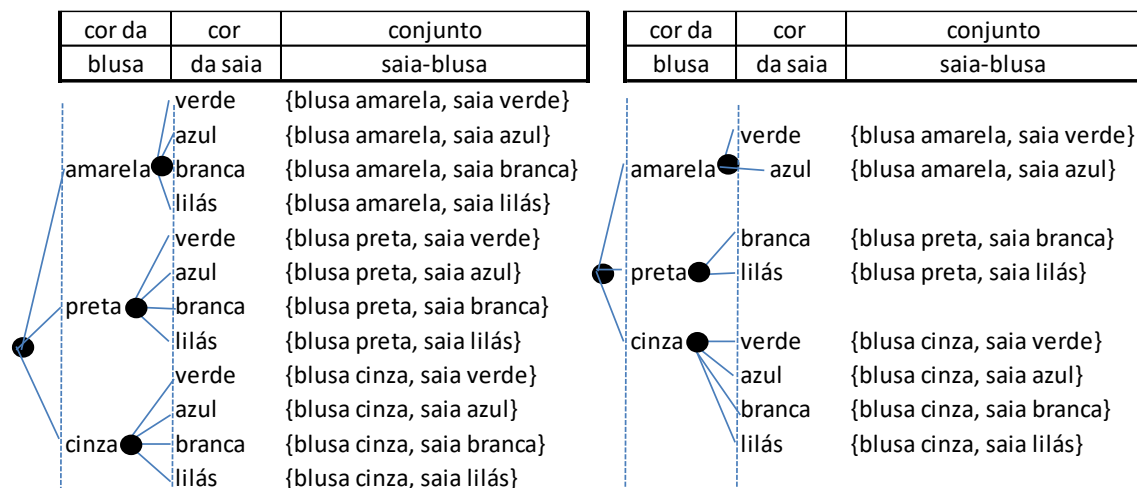 cor da cor conjunto
blusa da saia saia-blusa
verde {blusa amarela, saia verde}
azul {blusa amarela, saia azul}
amarela branca {blusa amarela, saia branca}
lilás {blusa amarela, saia lilás}
verde {blusa preta, saia verde}
azul {blusa preta, saia azul}
preta branca {blusa preta, saia branca}
lilás {blusa preta, saia lilás}
verde {blusa cinza, saia verde}
azul {blusa cinza, saia azul}
cinza branca {blusa cinza, saia branca}
lilás {blusa cinza, saia lilás}
cor da cor conjunto
blusa da saia saia-blusa
verde {blusa amarela, saia verde}
amarela azul {blusa amarela, saia azul}
branca {blusa preta, saia branca}
preta lilás {blusa preta, saia lilás}
cinza verde {blusa cinza, saia verde}
azul {blusa cinza, saia azul}
branca {blusa cinza, saia branca}
lilás {blusa cinza, saia lilás}